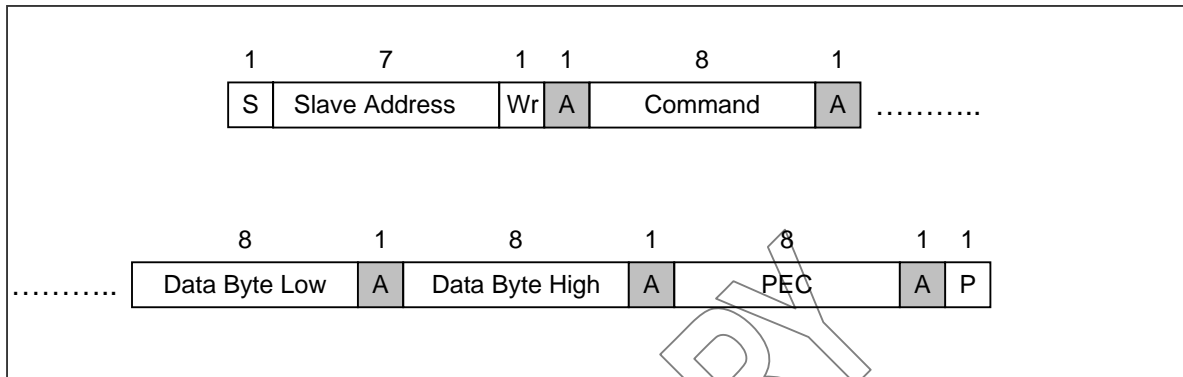 1 7 1 1 8 1
S Slave Address Wr A Command A ………..
8 1 8 1 8 1 1
……….. Data Byte Low A Data Byte High A PEC A P
RY